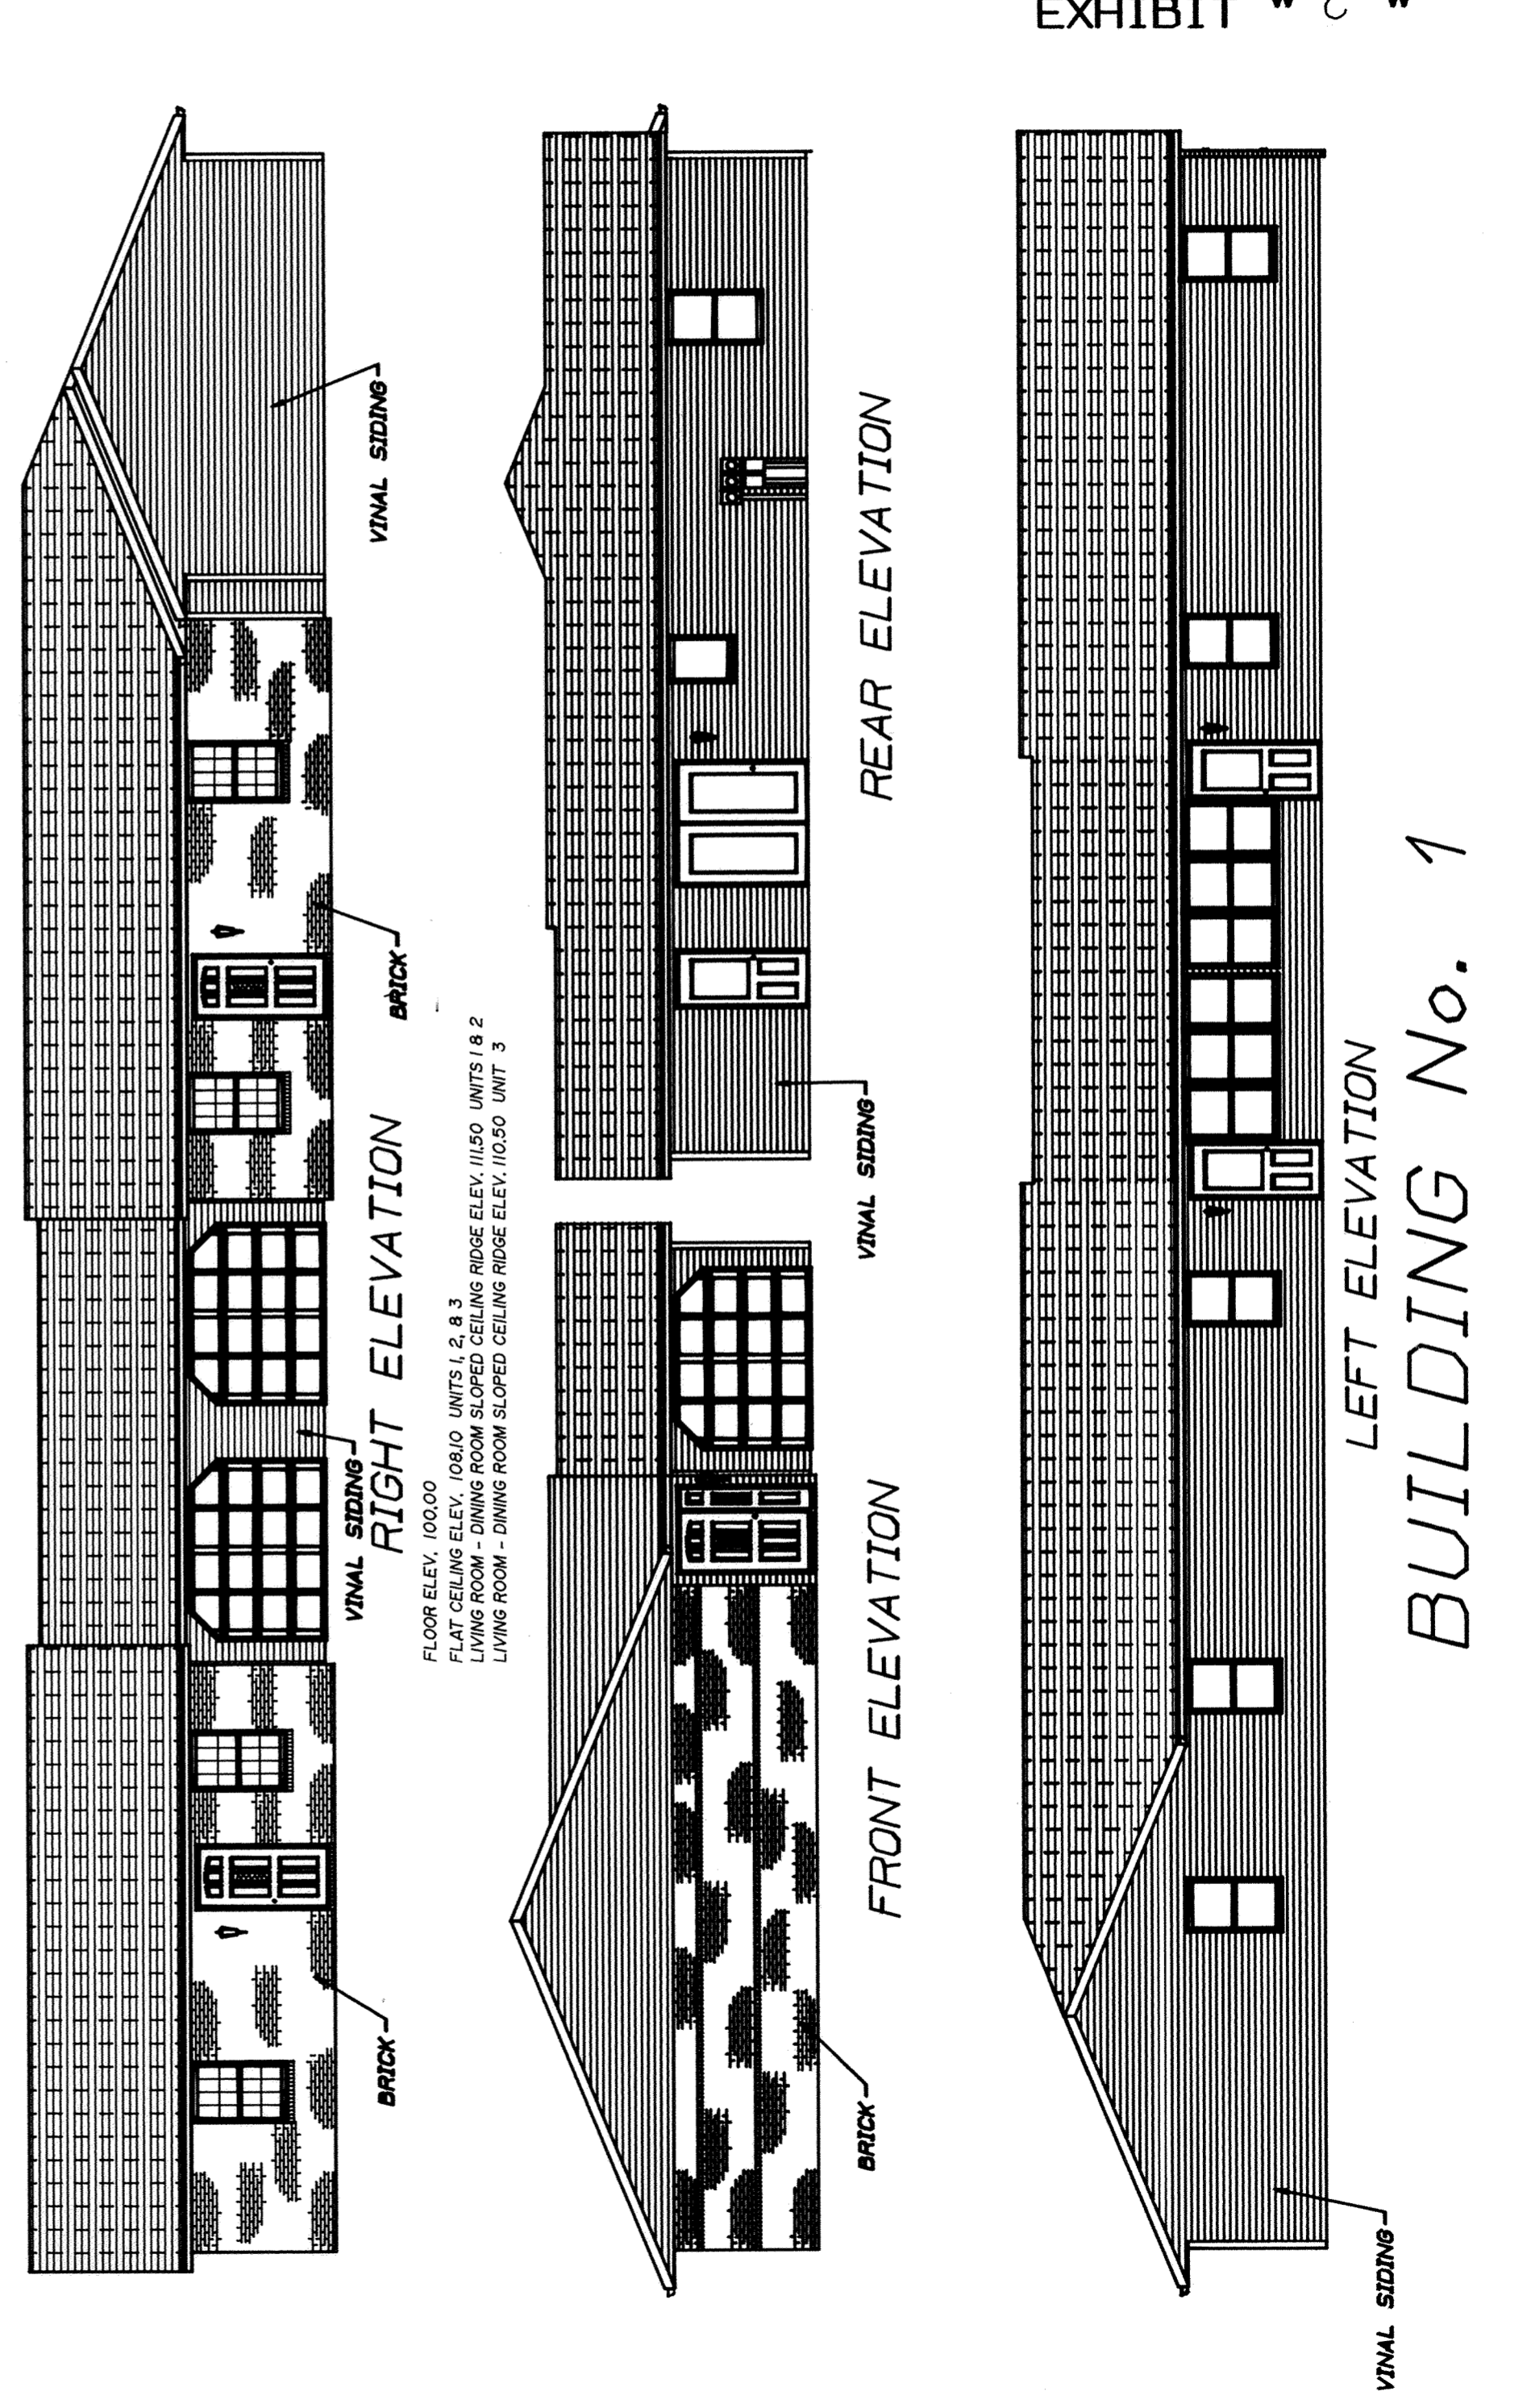 EXHIBIT " C "
VINAL SIDING
BRICK
RIGHT ELEVATION
VINAL SIDING
BRICK
FLOOR ELEV. 100.00
FLAT CEILING ELEV. 108.10 UNITS 1, 2, & 3
LIVING ROOM - DINING ROOM SLOPED CEILING RIDGE ELEV. 111.50 UNITS 1 & 2
LIVING ROOM - DINING ROOM SLOPED CEILING RIDGE ELEV. 110.50 UNIT 3
REAR ELEVATION
VINAL SIDING
FRONT ELEVATION
BRICK
LEFT ELEVATION
VINAL SIDING
BUILDING No. 1